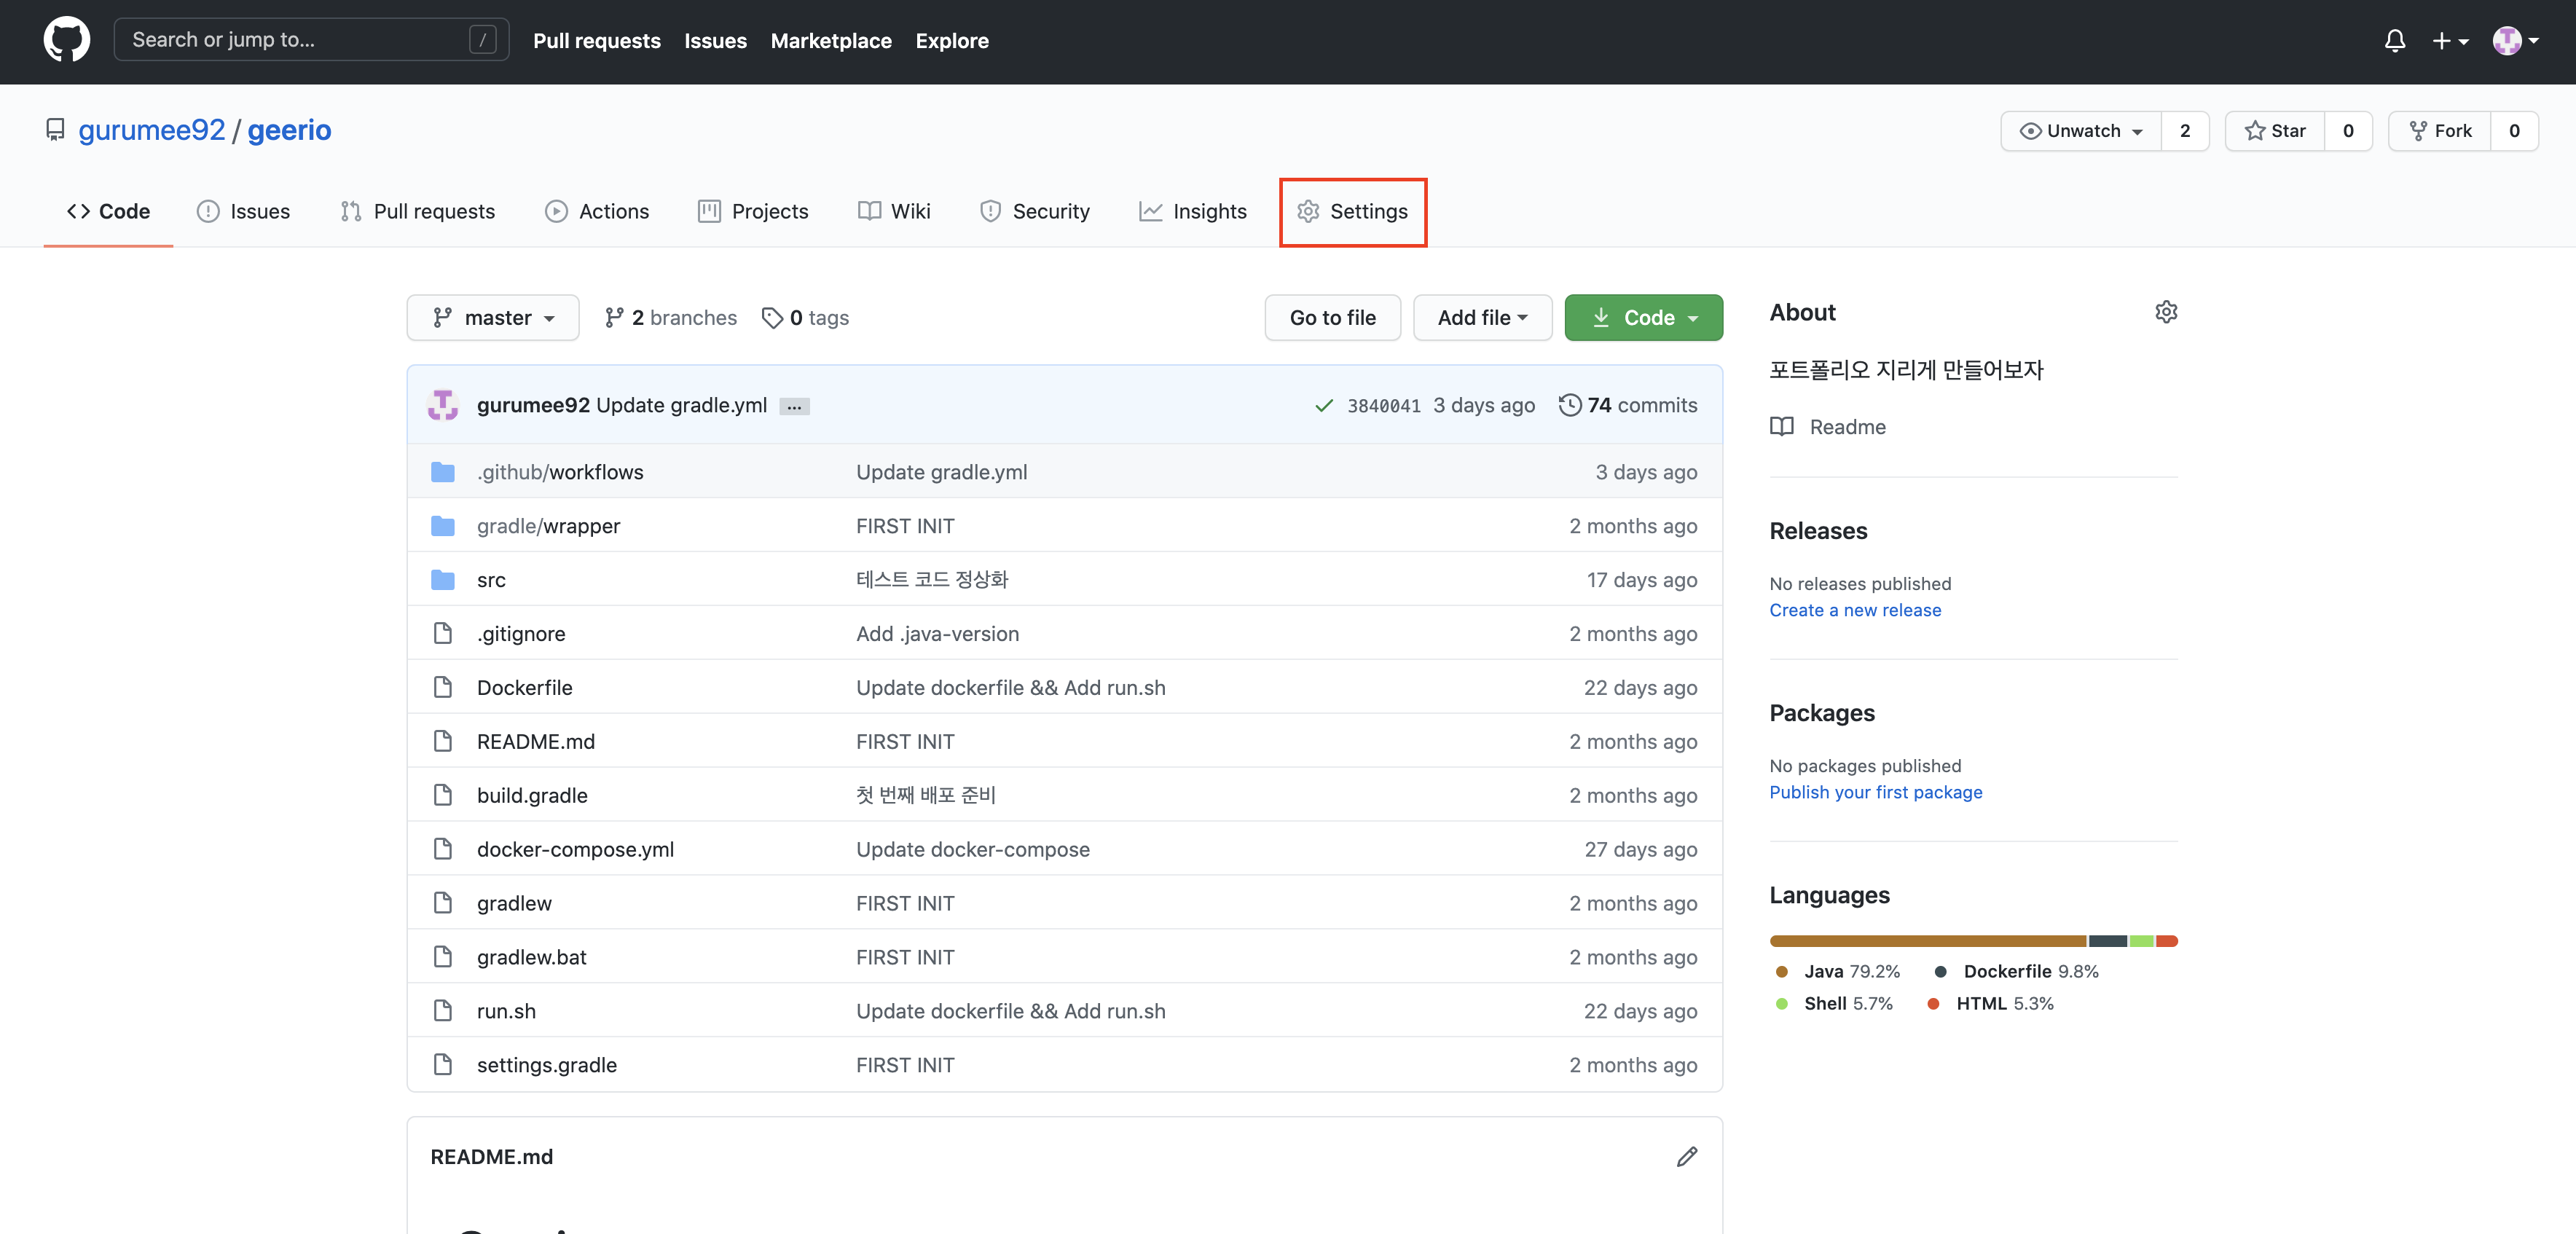 Search or jump to... /
Pull requests Issues Marketplace Explore
gurumee92 / geerio
Unwatch 2 Star 0 Fork 0
Code Issues Pull requests Actions Projects Wiki Security Insights Settings
master 2 branches 0 tags Go to file Add file Code
gurumee92 Update gradle.yml ... 3840041 3 days ago 74 commits
.github/workflows Update gradle.yml 3 days ago
gradle/wrapper FIRST INIT 2 months ago
src 테스트 코드 정상화 17 days ago
.gitignore Add .java-version 2 months ago
Dockerfile Update dockerfile && Add run.sh 22 days ago
README.md FIRST INIT 2 months ago
build.gradle 첫 번째 배포 준비 2 months ago
docker-compose.yml Update docker-compose 27 days ago
gradlew FIRST INIT 2 months ago
gradlew.bat FIRST INIT 2 months ago
run.sh Update dockerfile && Add run.sh 22 days ago
settings.gradle FIRST INIT 2 months ago
README.md
About
포트폴리오 지리게 만들어보자
Readme
Releases
No releases published
Create a new release
Packages
No packages published
Publish your first package
Languages
Java 79.2% Dockerfile 9.8%
Shell 5.7% HTML 5.3%